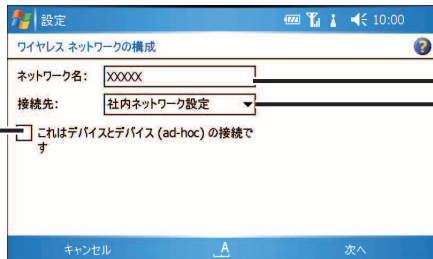 設定 10:00
ワイヤレス ネットワークの構成
ネットワーク名: XXXXX
接続先: 社内ネットワーク設定
これはデバイスとデバイス (ad-hoc) の接続で
す
キャンセル A 次へ